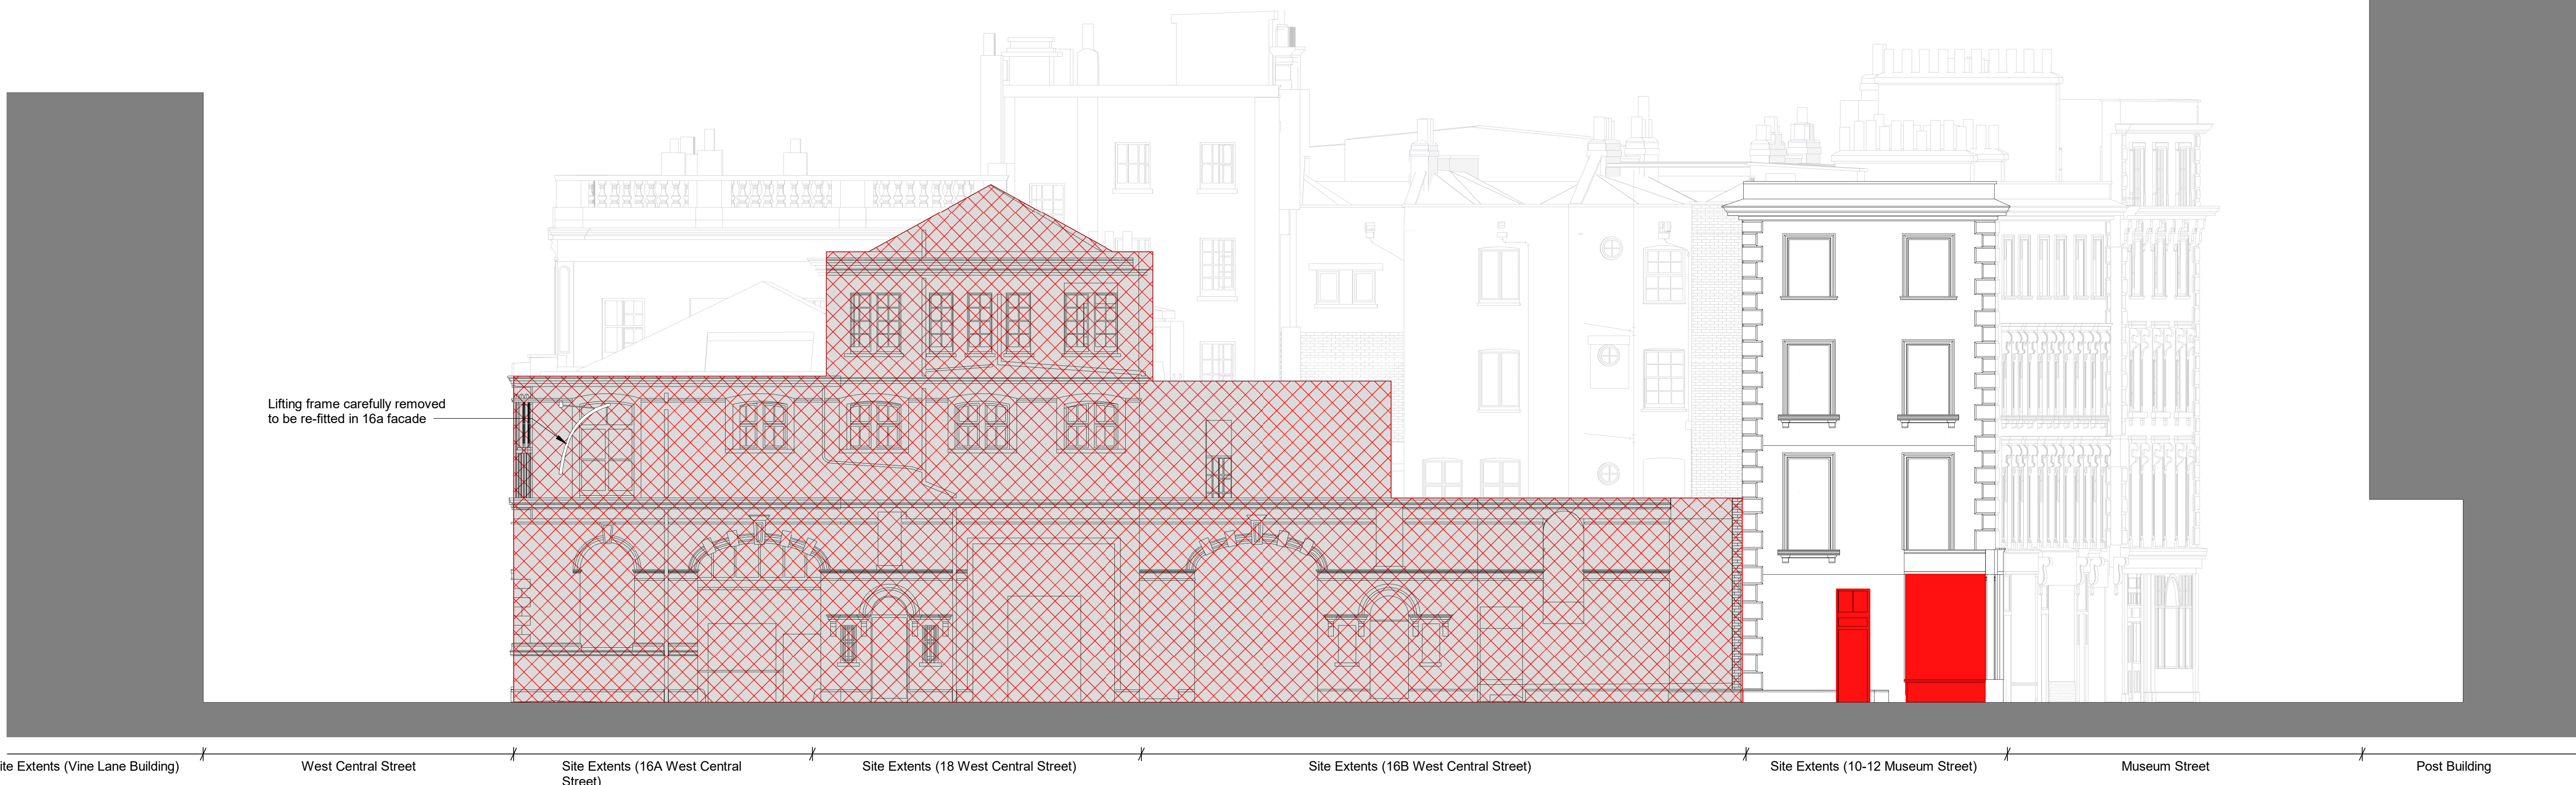 Lifting frame carefully removed
to be re-fitted in 16a facade
ite Extents (Vine Lane Building)
West Central Street
Site Extents (16A West Central
Street)
Site Extents (18 West Central Street)
Site Extents (16B West Central Street)
Site Extents (10-12 Museum Street)
Museum Street
Post Building